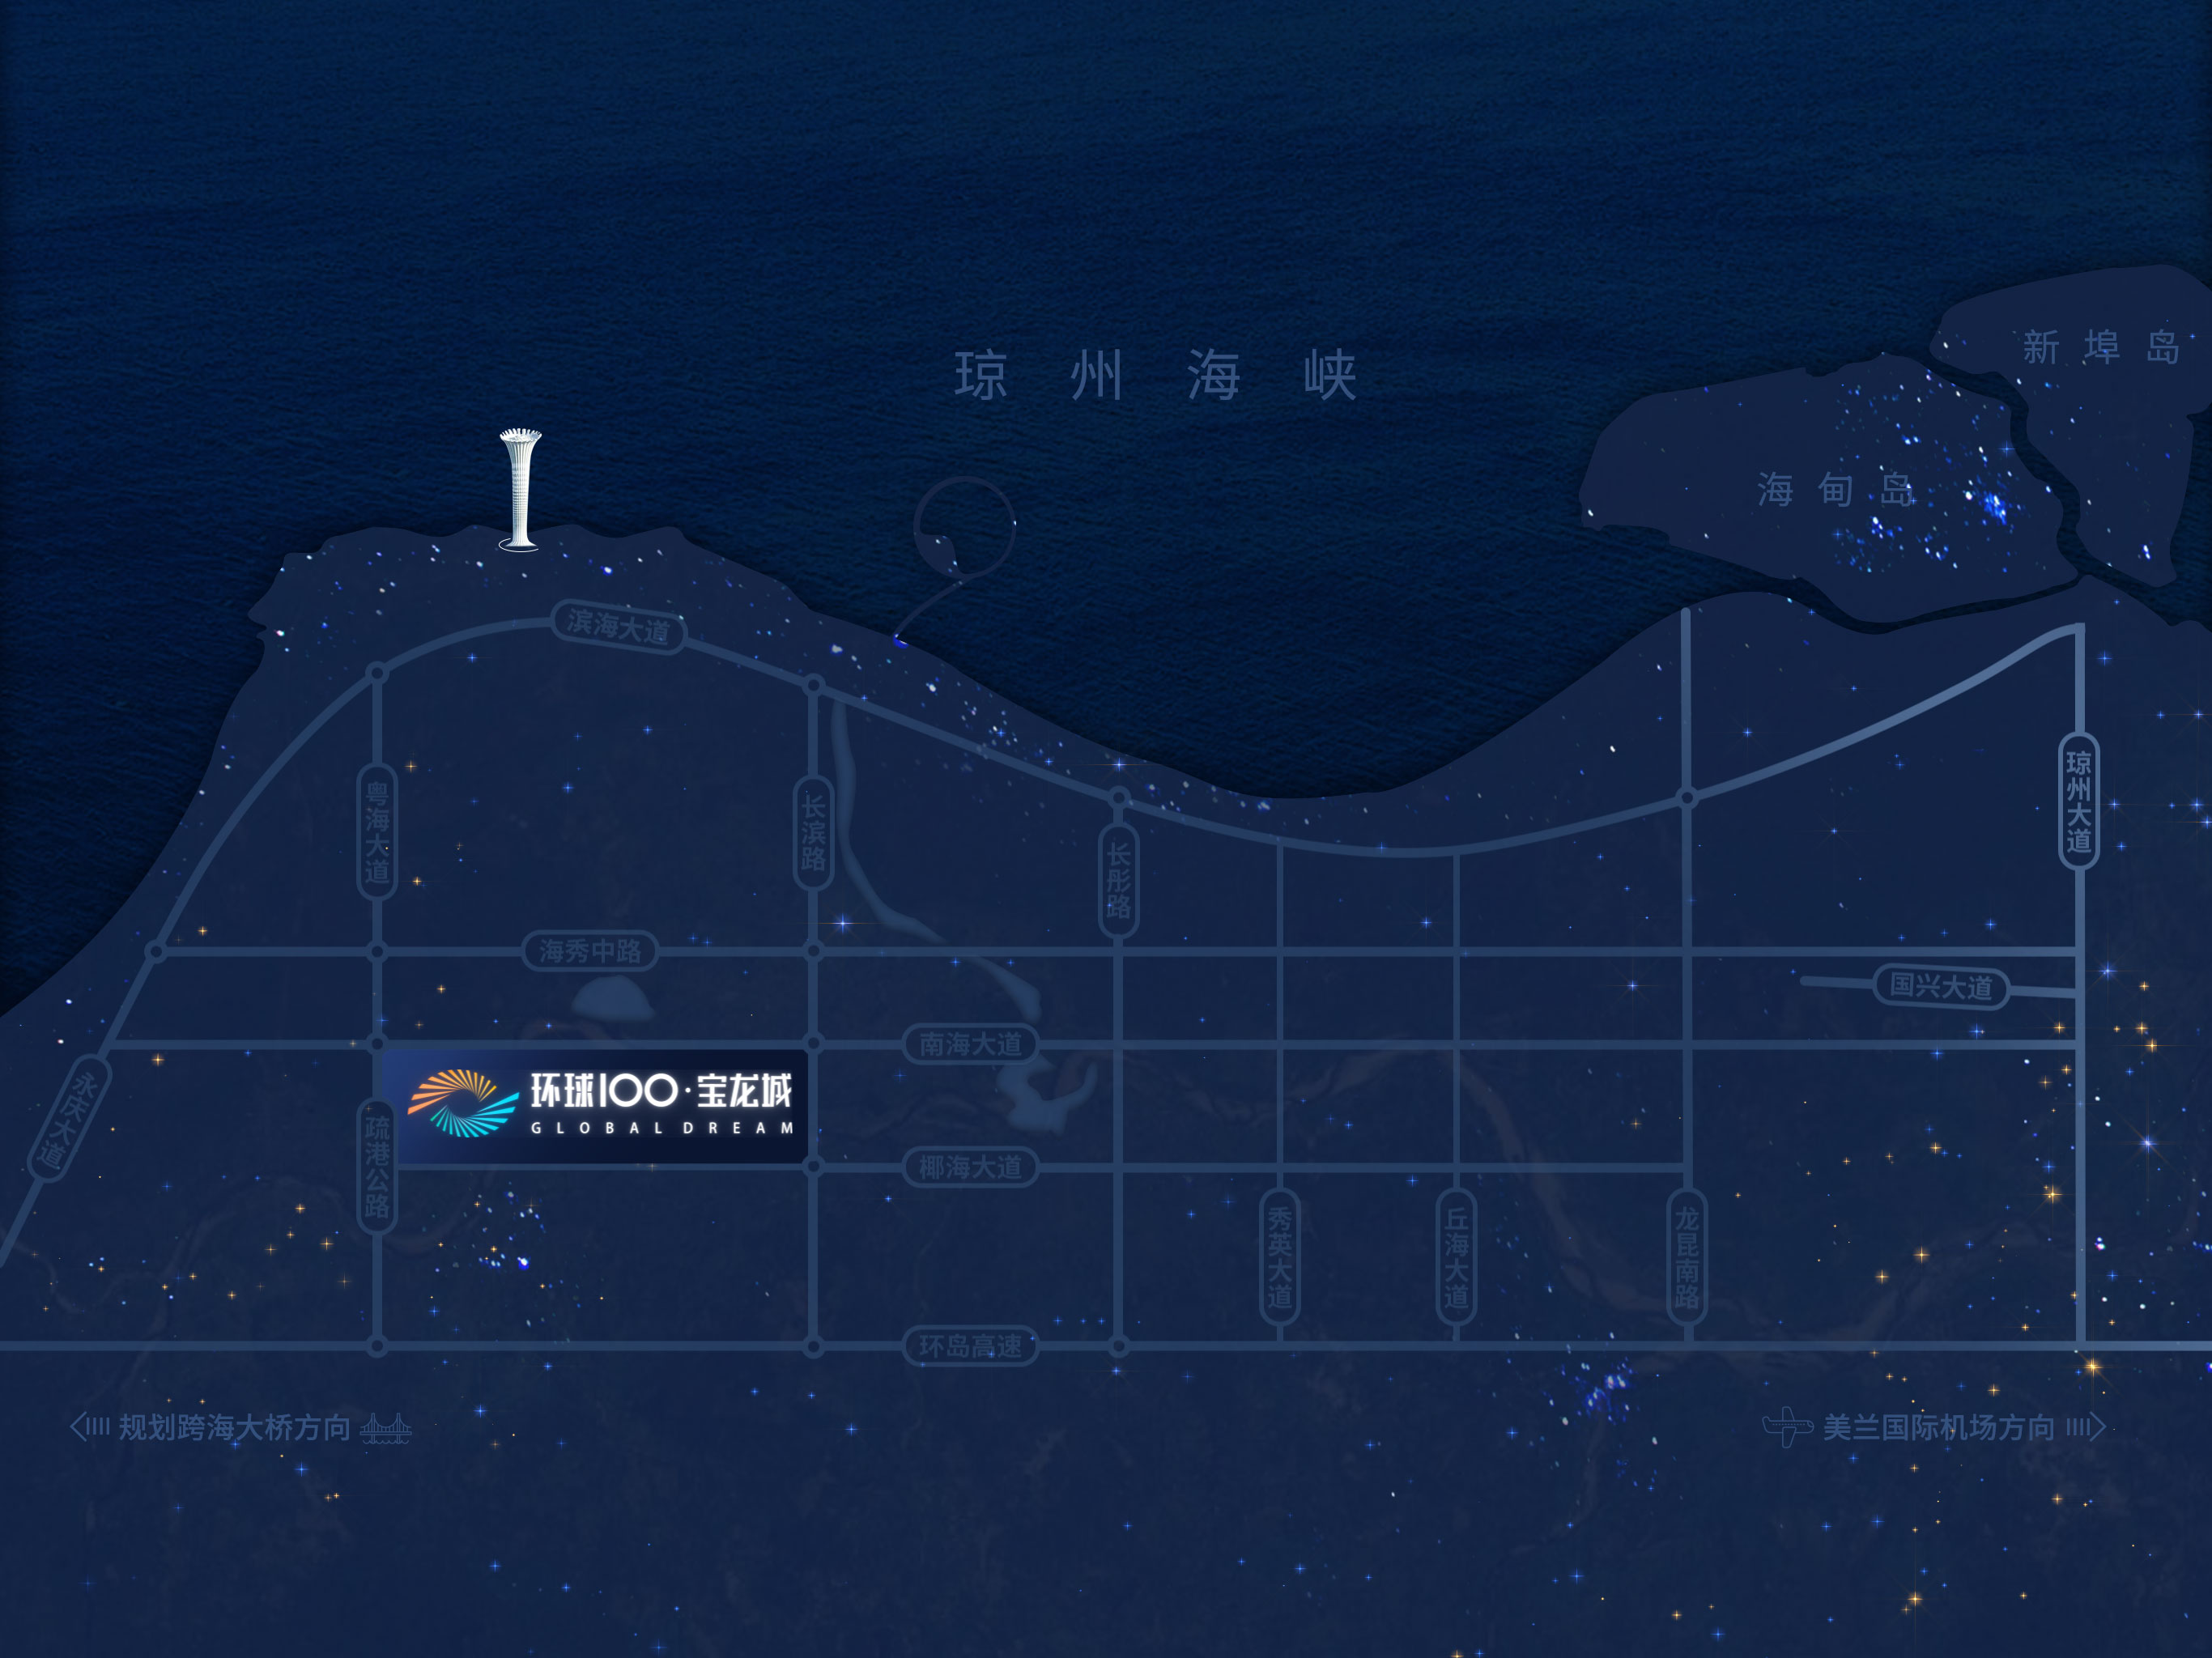 新埠岛
琼州海峡
海甸岛
滨海大道
琼州大道
粤海大道
长滨路
长彤路
海秀中路
国兴大道
南海大道
永庆大道
环球100·宝龙城
GLOBAL DREAM
疏港公路
椰海大道
秀英大道
丘海大道
龙昆南路
环岛高速
规划跨海大桥方向
美兰国际机场方向